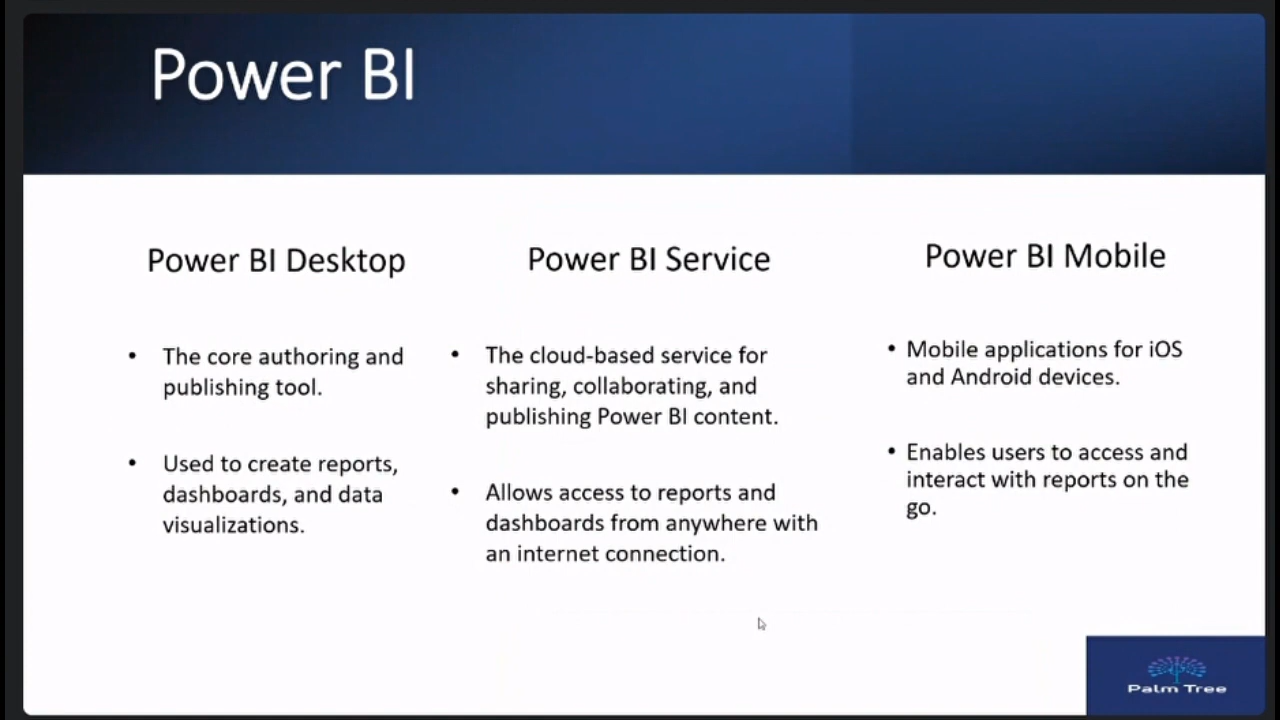 Power BI
Power BI Desktop
• The core authoring and
publishing tool.
• Used to create reports,
dashboards, and data
visualizations.
Power BI Service
• The cloud-based service for
sharing, collaborating, and
publishing Power BI content.
• Allows access to reports and
dashboards from anywhere with
an internet connection.
Power BI Mobile
• Mobile applications for iOS
and Android devices.
• Enables users to access and
interact with reports on the
go.
Palm Tree